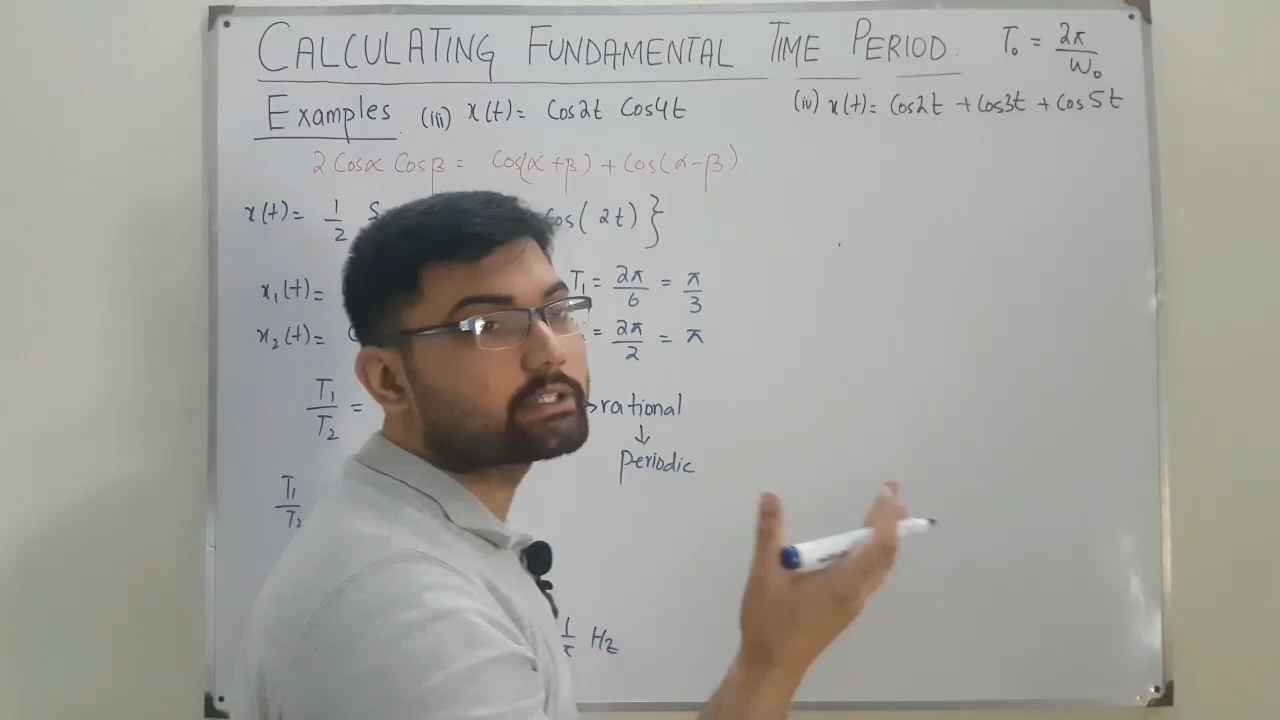 CALCULATING FUNDAMENTAL TIME PERIOD. T₀ = 2π/ω₀
Examples. (iii) x(t)= Cos2t Cos4t
2 Cosα Cosβ = Cos(α+β) + Cos(α-β)
x(t)= 1/2 Cos( 2t) }
x₁(t)= T₁ = 2π/6 = π/3
x₂(t)= = 2π/2 = π
T₁/T₂ = → rational
↓
Periodic
T₁/T₂
Hz
(iv) x(t)= Cos2t + Cos3t + Cos5t